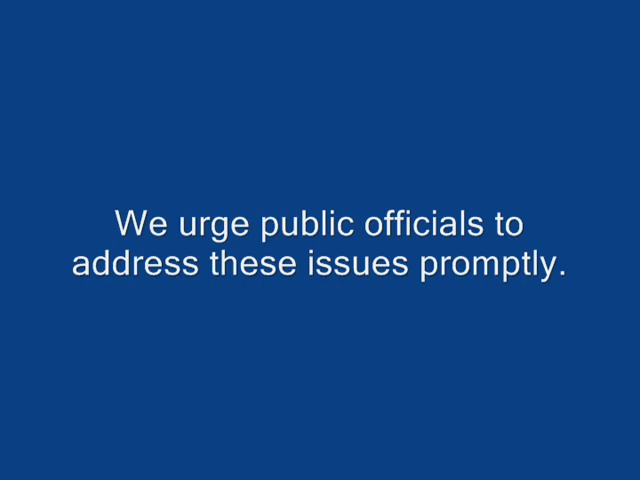 We urge public officials to
address these issues promptly.